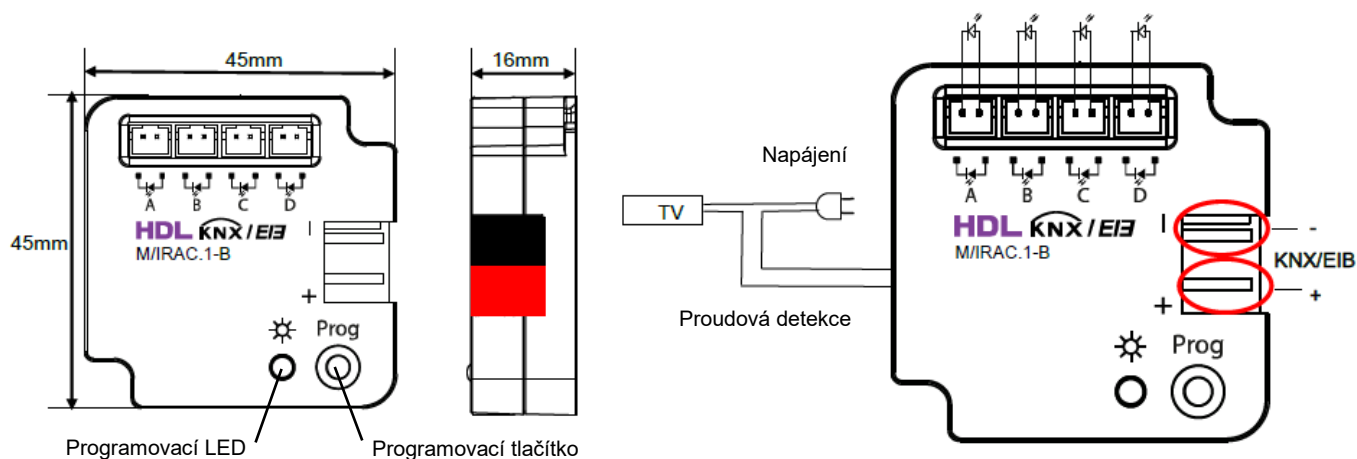 45mm
16mm
45mm
A B C D
HDL KNX/EIB
M/IRAC.1-B
+
Prog
Programovací LED
Programovací tlačítko
Napájení
TV
Proudová detekce
A B C D
HDL KNX/EIB
M/IRAC.1-B
-
KNX/EIB
+
+
Prog